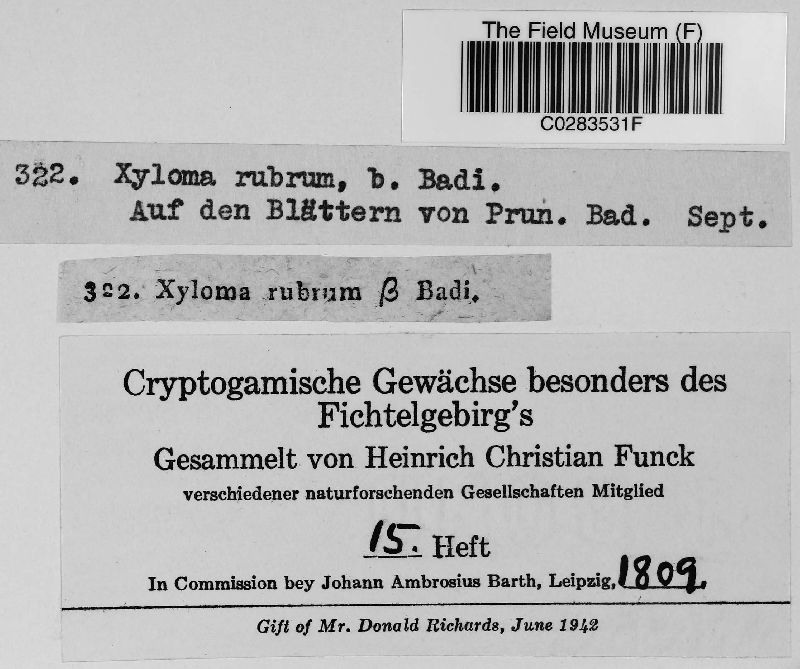 The Field Museum (F)
C0283531F
322. Xyloma rubrum, b. Badi.
Auf den Blättern von Prun. Bad. Sept.
322. Xyloma rubrum β Badi.
Cryptogamische Gewächse besonders des
Fichtelgebirg's
Gesammelt von Heinrich Christian Funck
verschiedener naturforschenden Gesellschaften Mitglied
15. Heft
In Commission bey Johann Ambrosius Barth, Leipzig, 1809.
Gift of Mr. Donald Richards, June 1942